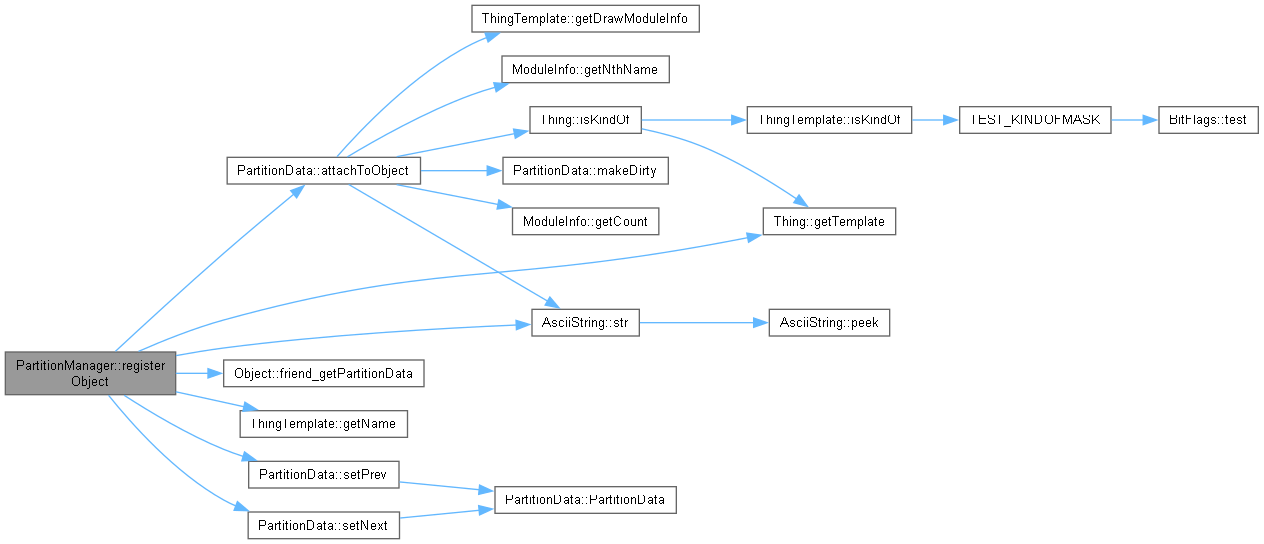 ThingTemplate::getDrawModuleInfo
ModuleInfo::getNthName
Thing::isKindOf
ThingTemplate::isKindOf
TEST_KINDOFMASK
BitFlags::test
PartitionData::attachToObject
PartitionData::makeDirty
ModuleInfo::getCount
Thing::getTemplate
AsciiString::str
AsciiString::peek
PartitionManager::register
Object
Object::friend_getPartitionData
ThingTemplate::getName
PartitionData::setPrev
PartitionData::PartitionData
PartitionData::setNext